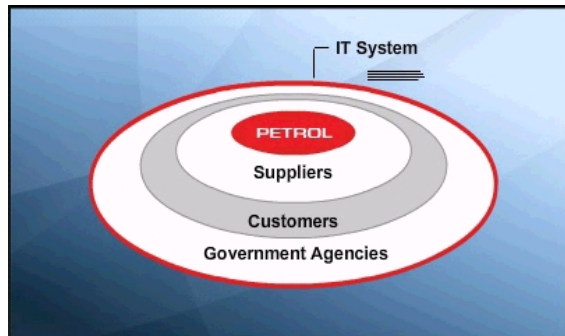 IT System
PETROL
Suppliers
Customers
Government Agencies